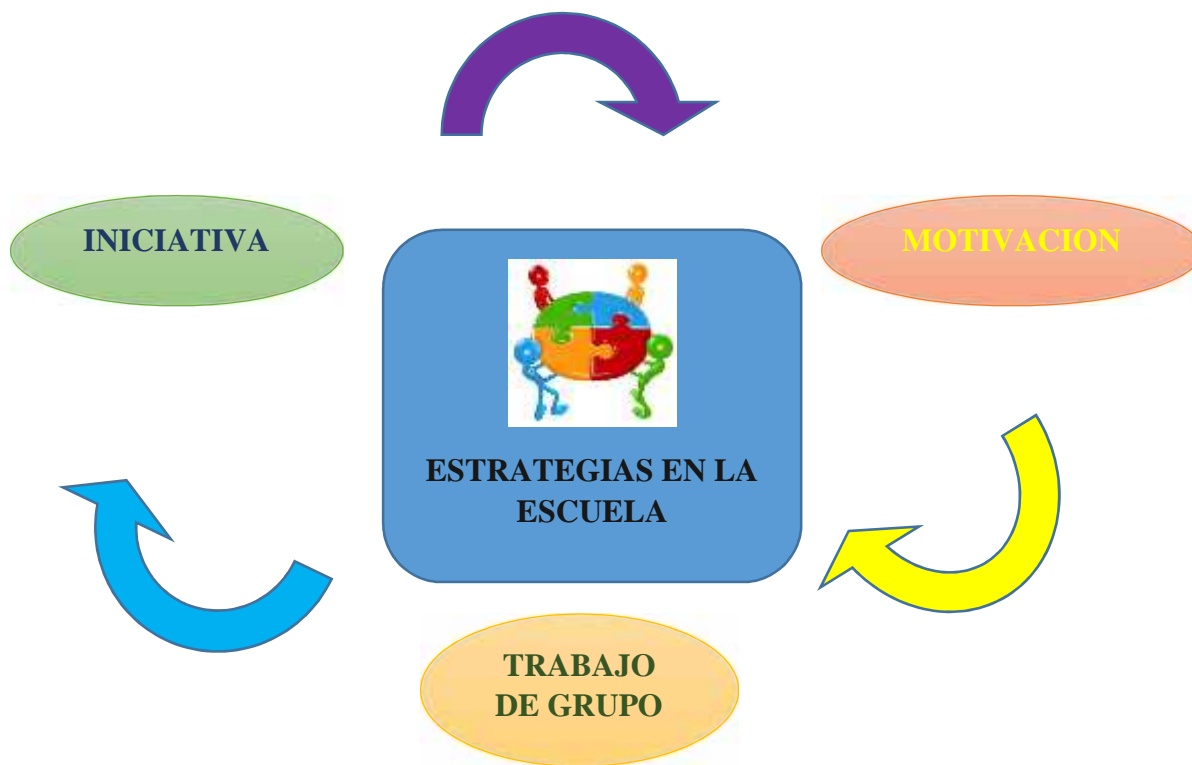 INICIATIVA
MOTIVACION
ESTRATEGIAS EN LA
ESCUELA
TRABAJO
DE GRUPO